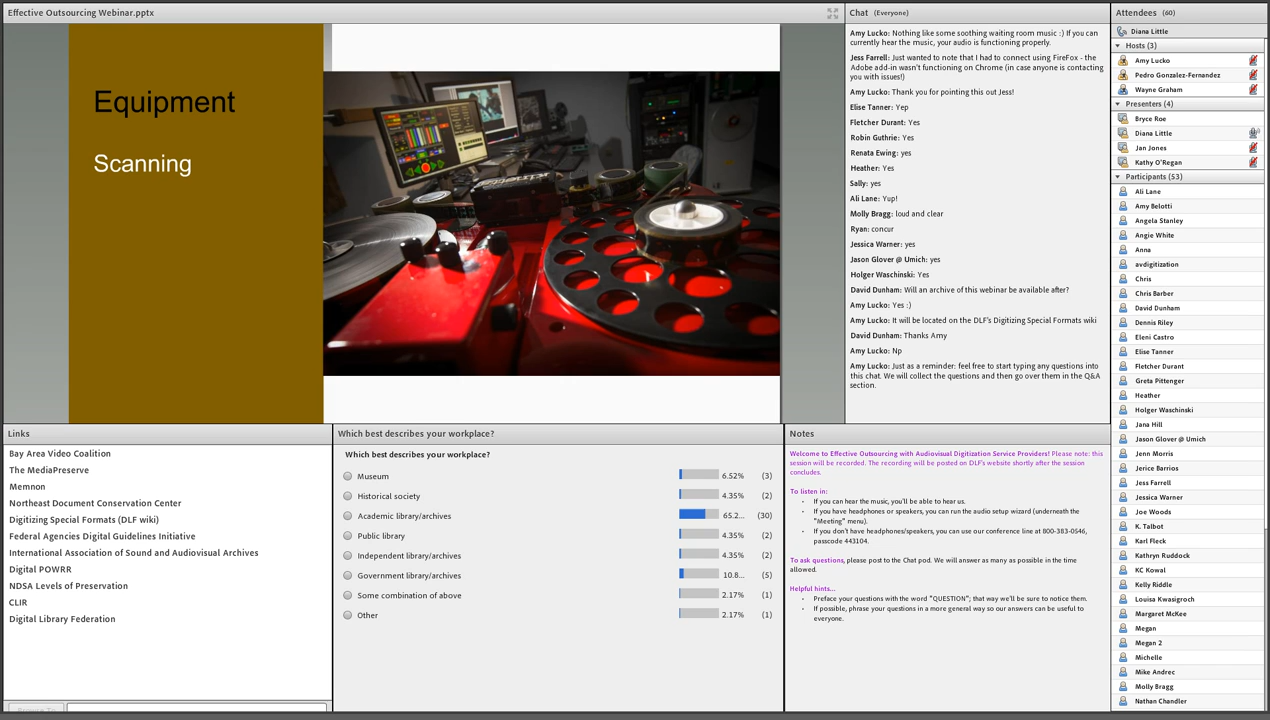 Effective Outsourcing Webinar.pptx
Equipment
Scanning
Chat (Everyone)
Amy Lucko: Nothing like some soothing waiting room music :) If you can
currently hear the music, your audio is functioning properly.
Jess Farrell: Just wanted to note that I had to connect using FireFox - the
Adobe add-in wasn't functioning on Chrome (in case anyone is contacting
you with issues!)
Amy Lucko: Thank you for pointing this out Jess!
Elise Tanner: Yep
Fletcher Durant: Yes
Robin Guthrie: Yes
Renata Ewing: yes
Heather: Yes
Sally: yes
Ali Lane: Yup!
Molly Bragg: loud and clear
Ryan: concur
Jessica Warner: yes
Jason Glover @ Umich: yes
Holger Waschinski: Yes
David Dunham: Will an archive of this webinar be available after?
Amy Lucko: Yes :)
Amy Lucko: It will be located on the DLF's Digitizing Special Formats wiki
David Dunham: Thanks Amy
Amy Lucko: Np
Amy Lucko: Just as a reminder: feel free to start typing any questions into
this chat. We will collect the questions and then go over them in the Q&A
section.
Attendees (60)
Diana Little
Hosts (3)
Amy Lucko
Pedro Gonzalez-Fernandez
Wayne Graham
Presenters (4)
Bryce Roe
Diana Little
Jan Jones
Kathy O'Regan
Participants (53)
Ali Lane
Amy Belotti
Angela Stanley
Angie White
Anna
avdigitization
Chris
Chris Barber
David Dunham
Dennis Riley
Eleni Castro
Elise Tanner
Fletcher Durant
Greta Pittenger
Heather
Holger Waschinski
Jana Hill
Jason Glover @ Umich
Jenn Morris
Jerice Barrios
Jess Farrell
Jessica Warner
Joe Woods
K. Talbot
Karl Fleck
Kathryn Ruddock
KC Kowal
Kelly Riddle
Louisa Kwasigroch
Margaret McKee
Megan
Megan 2
Michelle
Mike Andrec
Molly Bragg
Nathan Chandler
Links
Bay Area Video Coalition
The MediaPreserve
Memnon
Northeast Document Conservation Center
Digitizing Special Formats (DLF wiki)
Federal Agencies Digital Guidelines Initiative
International Association of Sound and Audiovisual Archives
Digital POWRR
NDSA Levels of Preservation
CLIR
Digital Library Federation
Browse To
Which best describes your workplace?
Which best describes your workplace?
Museum 6.52% (3)
Historical society 4.35% (2)
Academic library/archives 65.2... (30)
Public library 4.35% (2)
Independent library/archives 4.35% (2)
Government library/archives 10.8... (5)
Some combination of above 2.17% (1)
Other 2.17% (1)
Notes
Welcome to Effective Outsourcing with Audiovisual Digitization Service Providers! Please note: this
session will be recorded. The recording will be posted on DLF's website shortly after the session
concludes.
To listen in:
• If you can hear the music, you'll be able to hear us.
• If you have headphones or speakers, you can run the audio setup wizard (underneath the
"Meeting" menu).
• If you don't have headphones/speakers, you can use our conference line at 800-383-0546,
passcode 443104.
To ask questions, please post to the Chat pod. We will answer as many as possible in the time
allowed.
Helpful hints...
• Preface your questions with the word "QUESTION"; that way we'll be sure to notice them.
• If possible, phrase your questions in a more general way so our answers can be useful to
everyone.